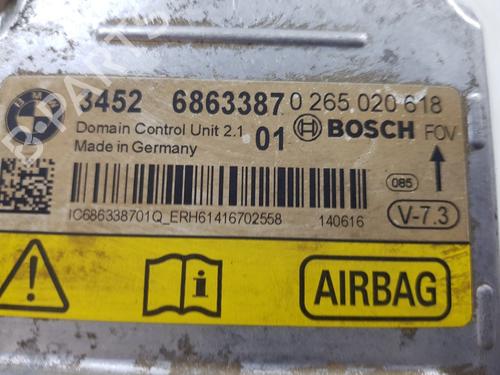 BMW
3452 6863387 0 265 020 618
Domain Control Unit 2.1 01 BOSCH FOV
Made in Germany
085
IC686338701Q_ERH61416702558 140616
V-7.3
! i AIRBAG